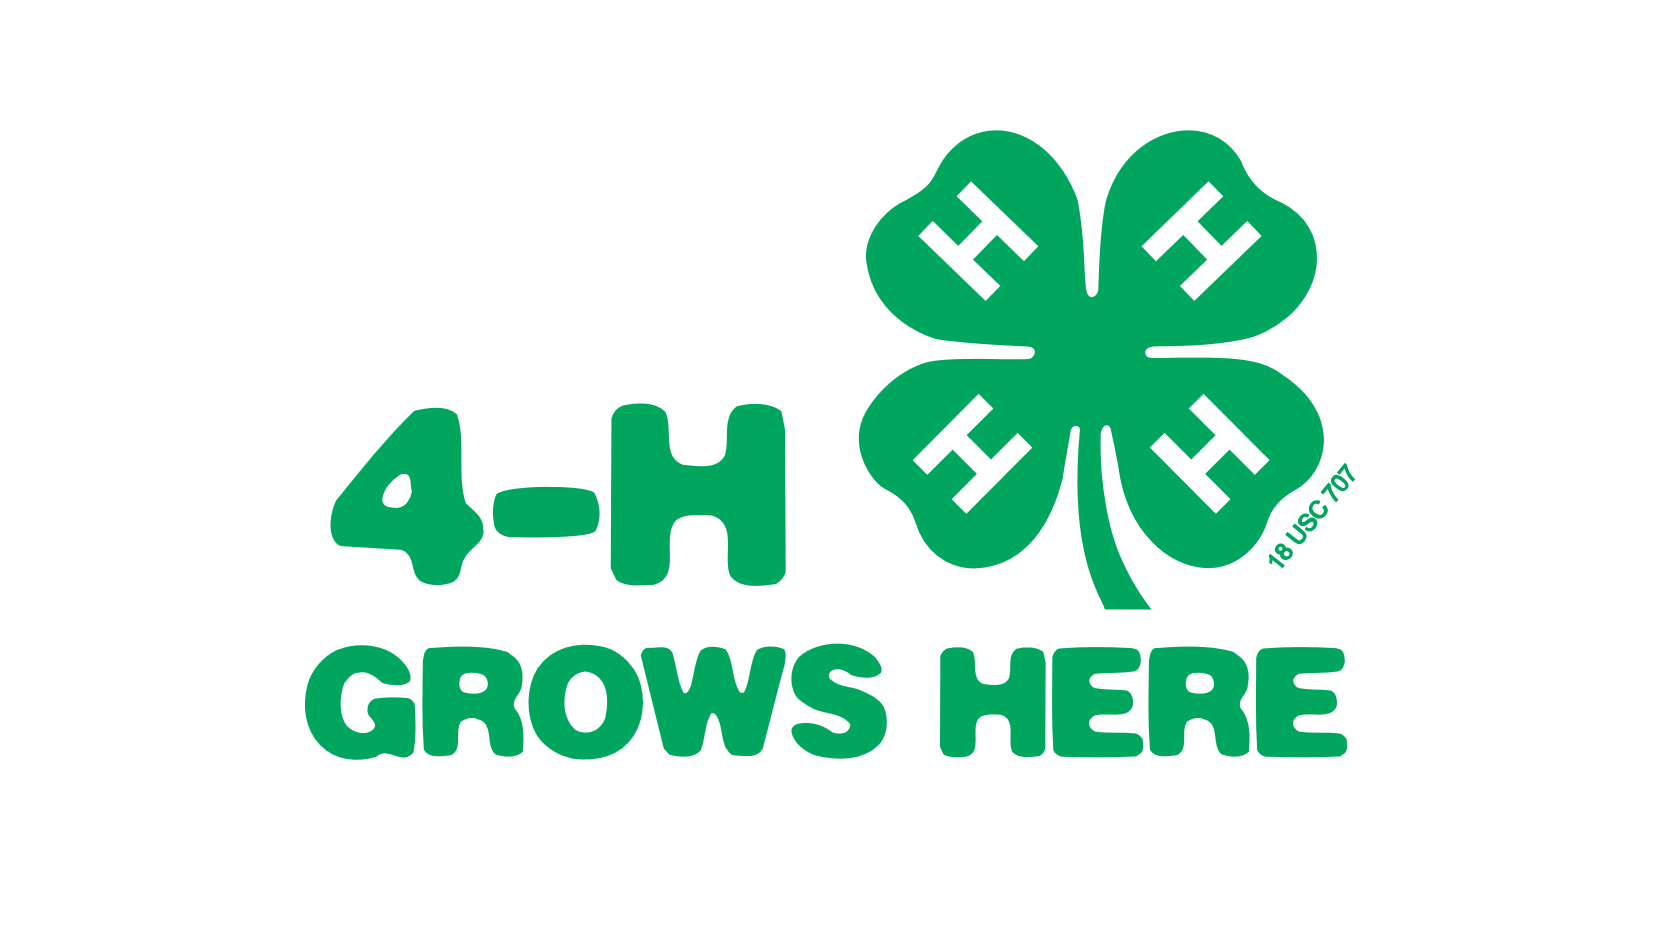 4-H
H H
H H
18 USC 707
GROWS HERE